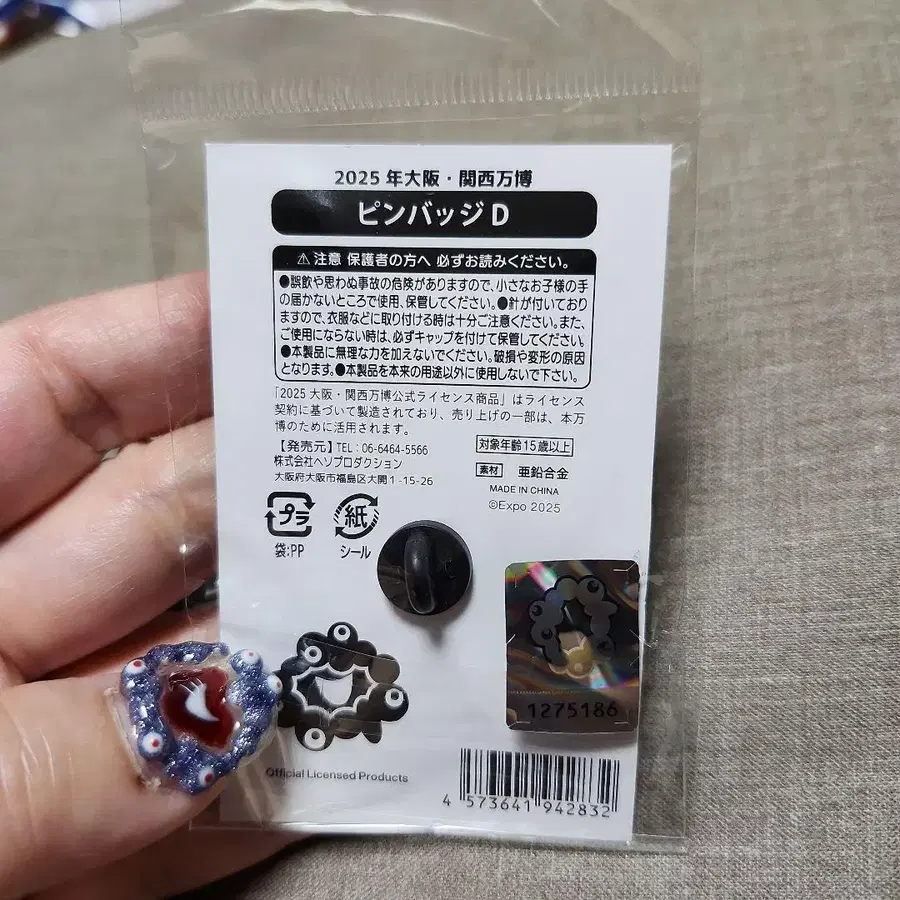 2025 年大阪・関西万博
ピンバッジ D
⚠ 注意 保護者の方へ 必ずお読みください。
●誤飲や思わぬ事故の危険がありますので、小さなお子様の手
の届かないところで使用、保管してください。●針が付いており
ますので、衣服などに取り付ける時は十分ご注意ください。また、
ご使用にならない時は、必ずキャップを付けて保管してください。
●本製品に無理な力を加えないでください。破損や変形の原因
となります。●本製品を本来の用途以外に使用しないで下さい。
「2025 大阪・関西万博公式ライセンス商品」はライセンス
契約に基づいて製造されており、売り上げの一部は、本万
博のために活用されます。
【発売元】TEL：06-6464-5566
株式会社ヘソプロダクション
大阪府大阪市福島区大開1-15-26
対象年齢15歳以上
素材 亜鉛合金
MADE IN CHINA
©Expo 2025
プラ
袋:PP
紙
シール
1275186
Official Licensed Products
4 573641 942832